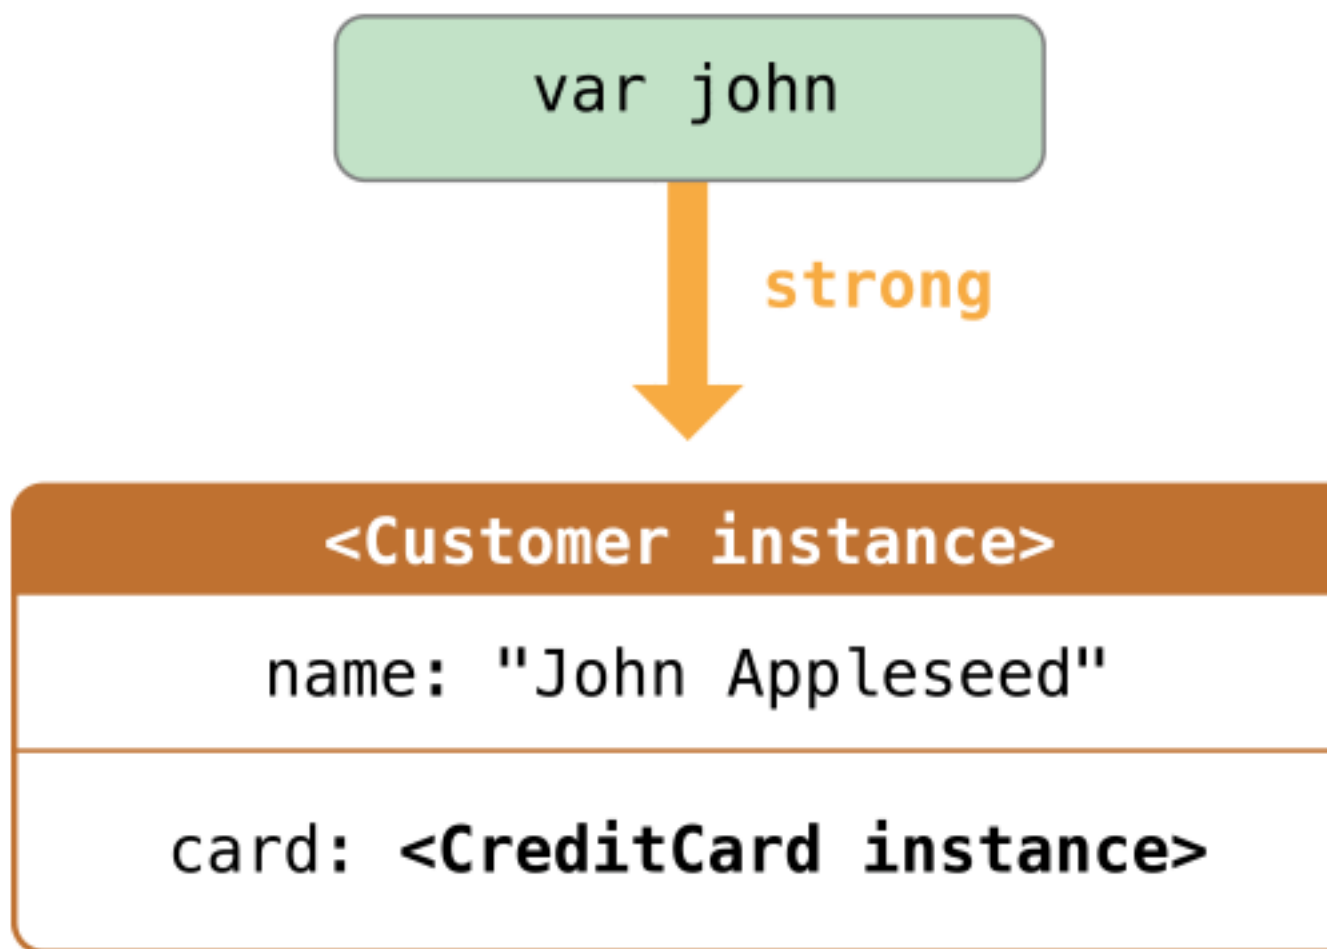 var john
strong
<Customer instance>
name: "John Appleseed"
card: <CreditCard instance>